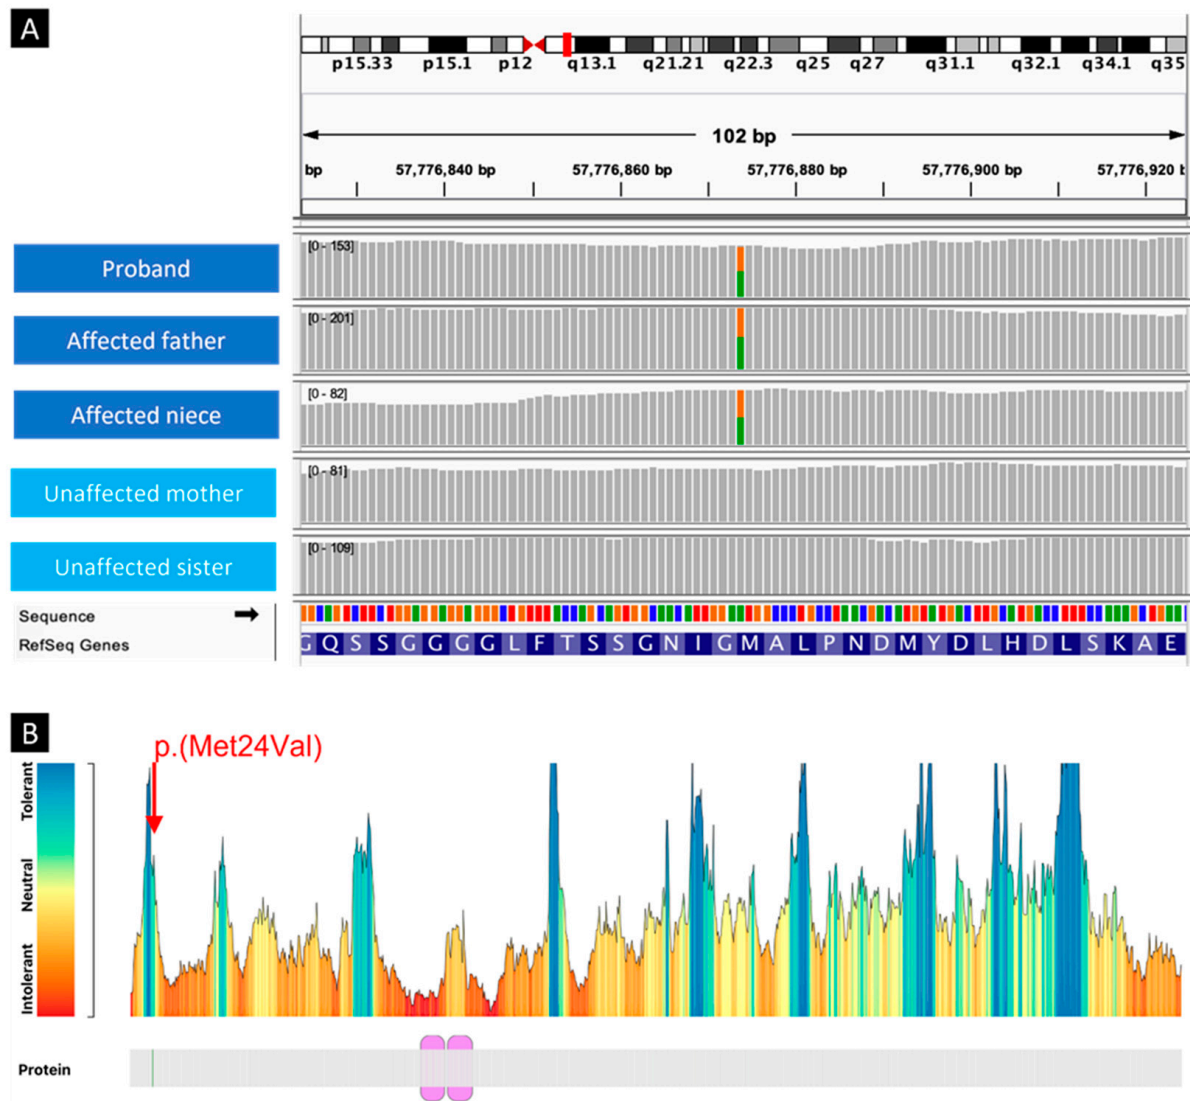 A
p15.33 p15.1 p12 q13.1 q21.21 q22.3 q25 q27 q31.1 q32.1 q34.1 q35
102 bp
bp 57,776,840 bp 57,776,860 bp 57,776,880 bp 57,776,900 bp 57,776,920 b
Proband [0 - 153]
Affected father [0 - 201]
Affected niece [0 - 82]
Unaffected mother [0 - 81]
Unaffected sister [0 - 109]
Sequence
RefSeq Genes G Q S S G G G G L F T S S G N I G M A L P N D M Y D L H D L S K A E
B
p.(Met24Val)
Tolerant
Neutral
Intolerant
Protein